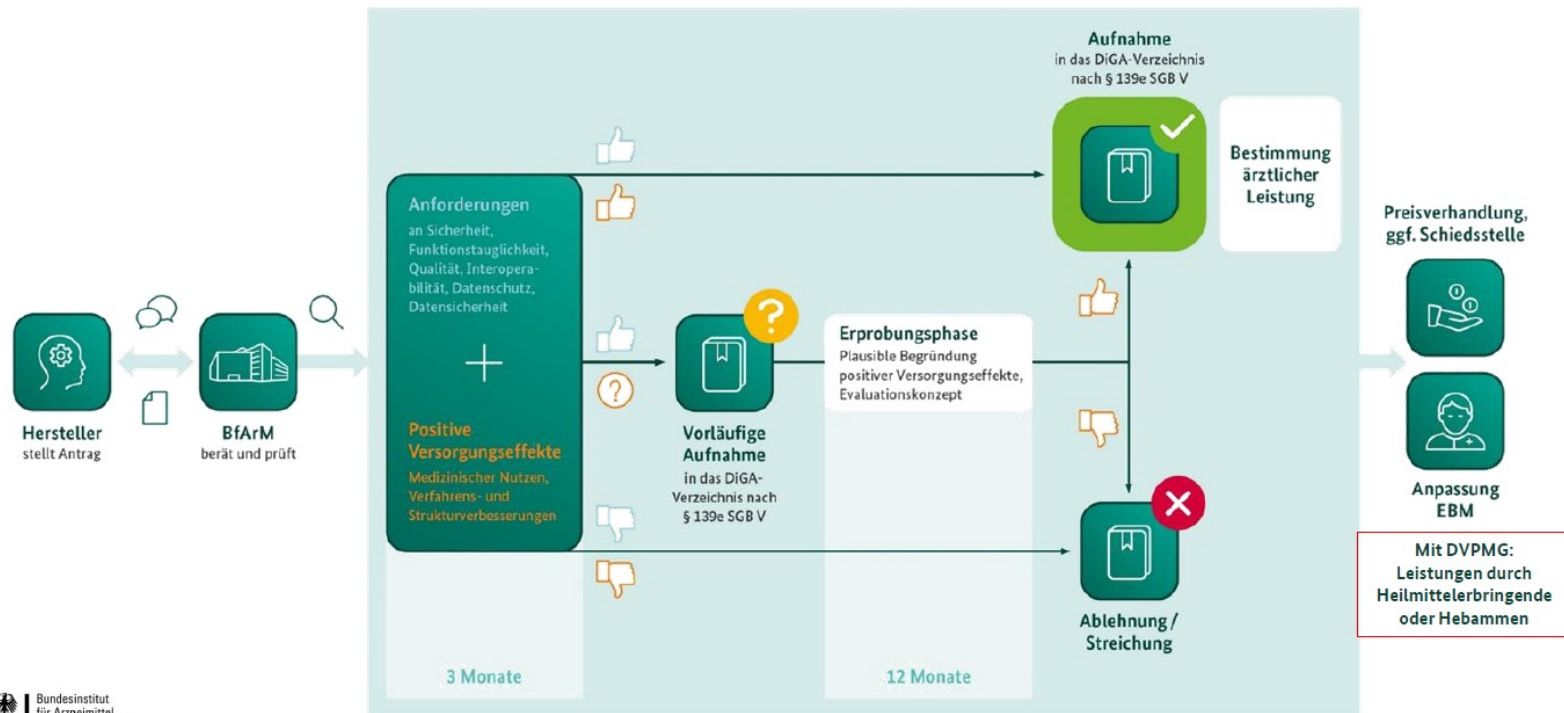 Hersteller
stellt Antrag
BfArM
berät und prüft
Anforderungen
an Sicherheit,
Funktionstauglichkeit,
Qualität, Interopera-
bilität, Datenschutz,
Datensicherheit
+
Positive
Versorgungseffekte
Medizinischer Nutzen,
Verfahrens- und
Strukturverbesserungen
3 Monate
?
?
Vorläufige
Aufnahme
in das DiGA-
Verzeichnis nach
§ 139e SGB V
Erprobungsphase
Plausible Begründung
positiver Versorgungseffekte,
Evaluationskonzept
12 Monate
Aufnahme
in das DiGA-Verzeichnis
nach § 139e SGB V
Bestimmung
ärztlicher
Leistung
Ablehnung /
Streichung
Preisverhandlung,
ggf. Schiedsstelle
Anpassung
EBM
Mit DVPMG:
Leistungen durch
Heilmittelerbringende
oder Hebammen
Bundesinstitut
für Arzneimittel